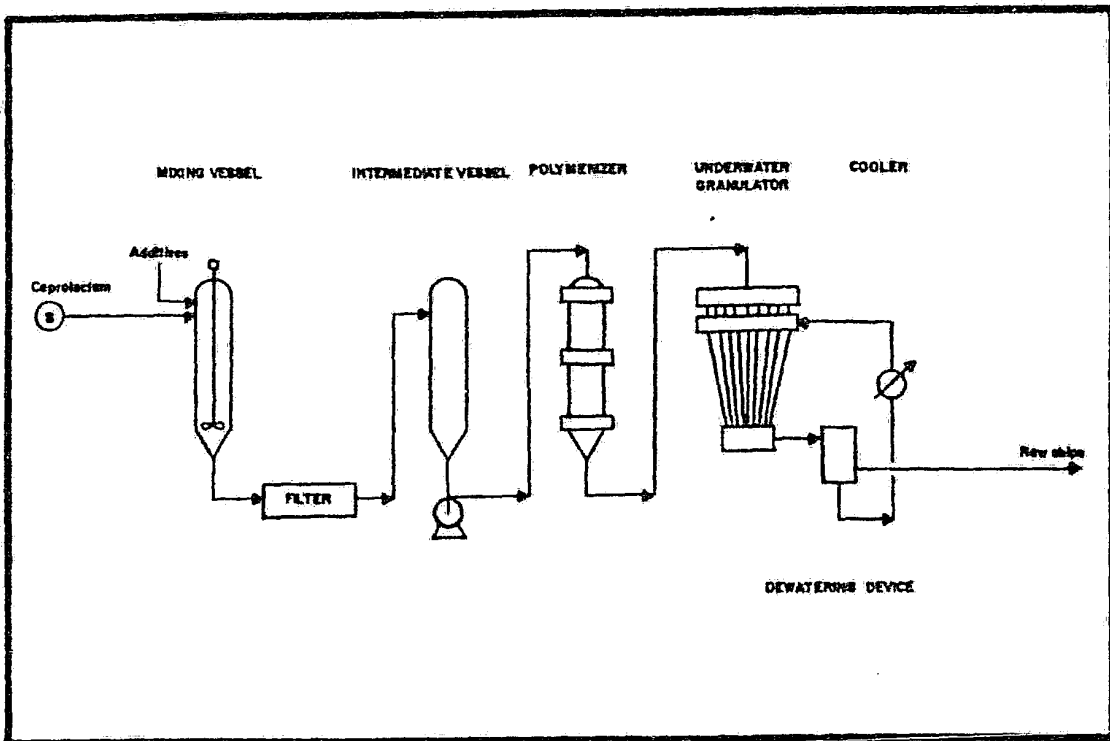 MIXING VESSEL
INTERMEDIATE VESSEL
POLYMERIZER
UNDERWATER
GRANULATOR
COOLER
Additives
Caprolactam
S
FILTER
Raw chips
DEWATERING DEVICE